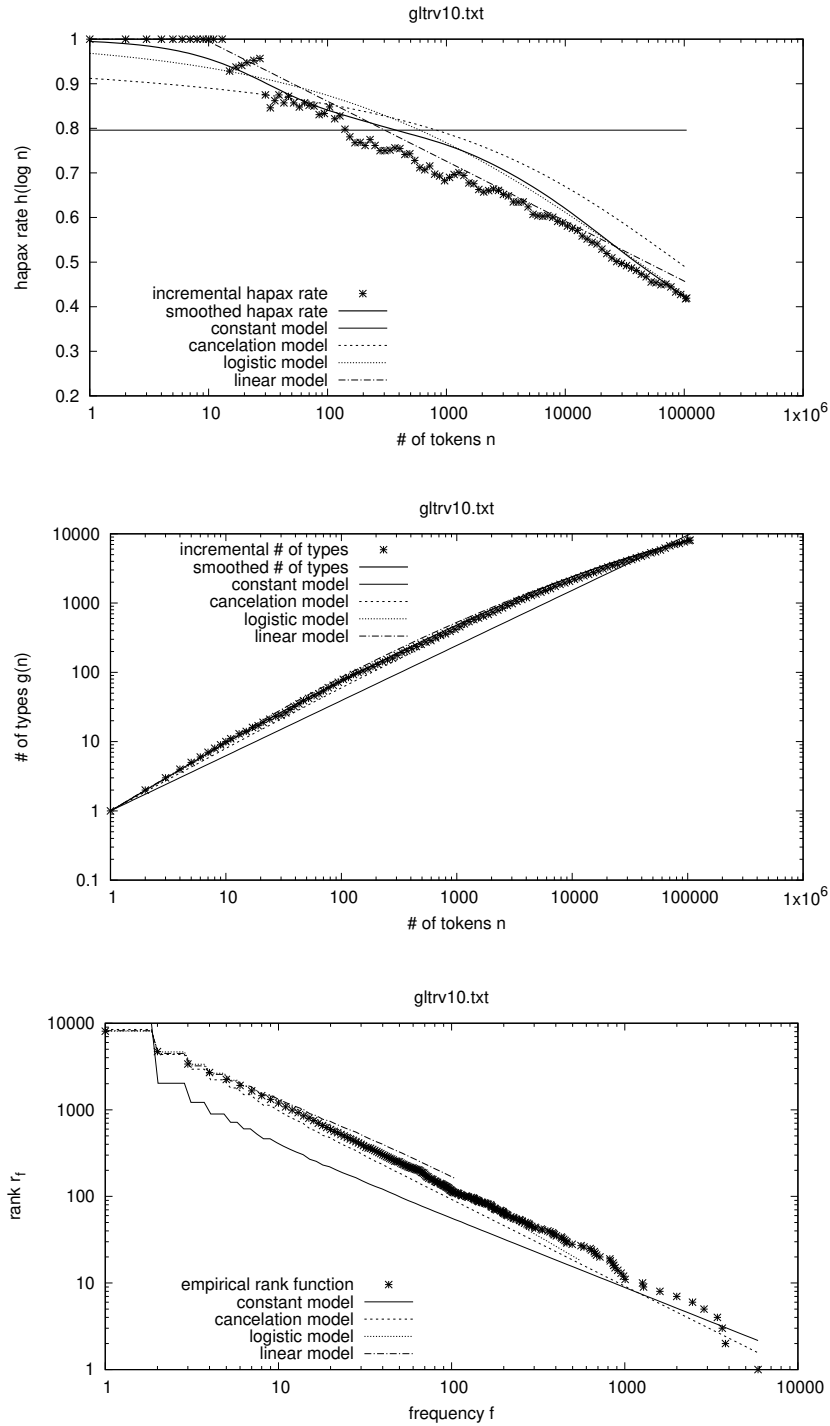 gltrv10.txt
1
0.9
0.8
0.7
0.6
0.5
0.4
0.3
0.2
hapax rate h(log n)
incremental hapax rate
smoothed hapax rate
constant model
cancelation model
logistic model
linear model
1 10 100 1000 10000 100000 1x10^6
# of tokens n
gltrv10.txt
10000
1000
100
10
1
0.1
# of types g(n)
incremental # of types
smoothed # of types
constant model
cancelation model
logistic model
linear model
1 10 100 1000 10000 100000 1x10^6
# of tokens n
gltrv10.txt
10000
1000
100
10
1
rank r_f
empirical rank function
constant model
cancelation model
logistic model
linear model
1 10 100 1000 10000
frequency f